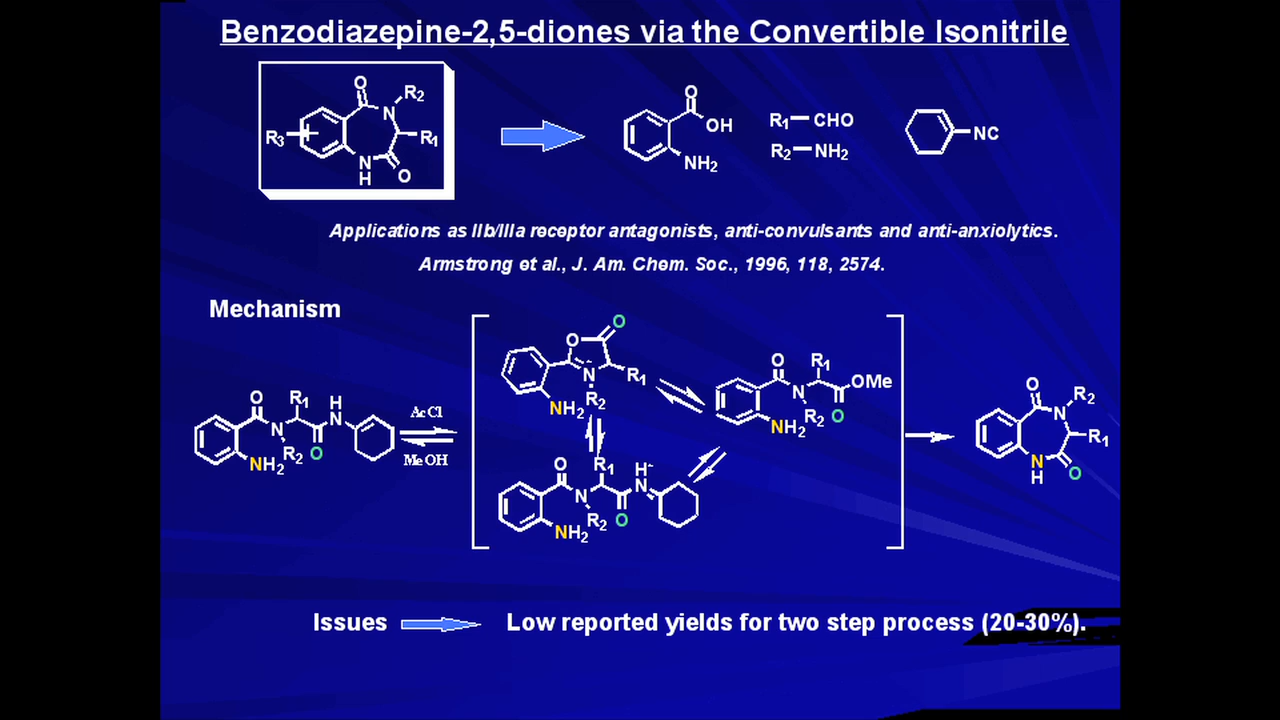 Benzodiazepine-2,5-diones via the Convertible Isonitrile
O R₂ N R₃ R₁ N H O
O OH NH₂
R₁ CHO
R₂ NH₂
NC
Applications as IIb/IIIa receptor antagonists, anti-convulsants and anti-anxiolytics.
Armstrong et al., J. Am. Chem. Soc., 1996, 118, 2574.
Mechanism
O R₁ H N N R₂ O NH₂
AcCl
MeOH
O O N R₁ R₂ NH₂
O R₁ N OMe R₂ O NH₂
O R₁ H N N R₂ O NH₂
O R₂ N R₁ N H O
Issues Low reported yields for two step process (20-30%).